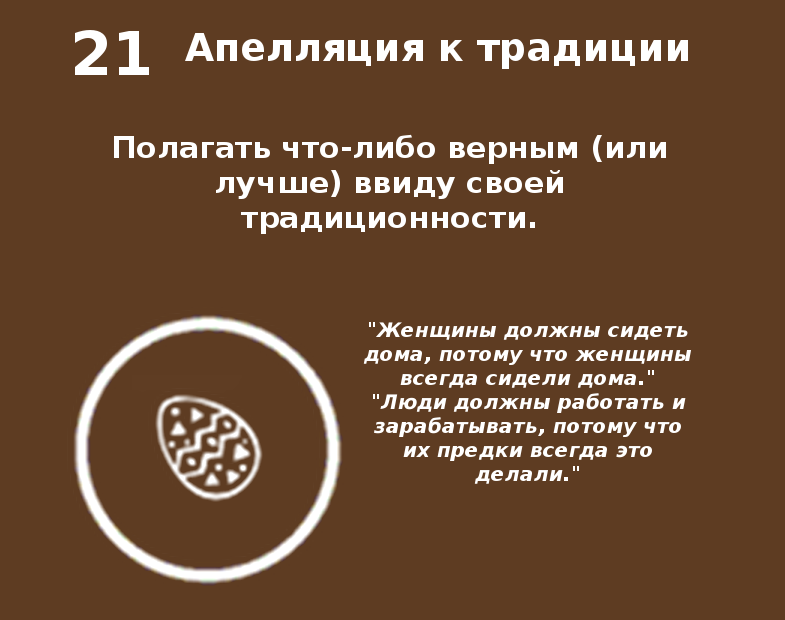 21 Апелляция к традиции
Полагать что-либо верным (или
лучше) ввиду своей
традиционности.
"Женщины должны сидеть
дома, потому что женщины
всегда сидели дома."
"Люди должны работать и
зарабатывать, потому что
их предки всегда это
делали."